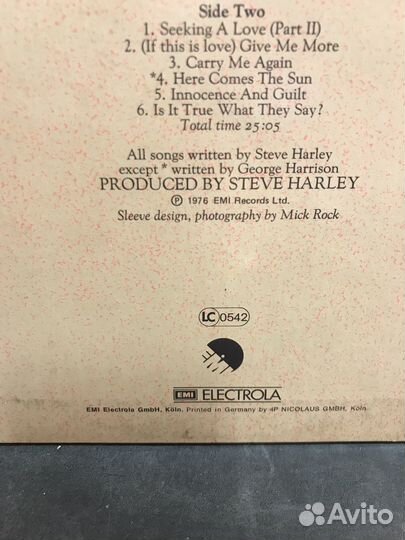 Side Two
1. Seeking A Love (Part II)
2. (If this is love) Give Me More
3. Carry Me Again
*4. Here Comes The Sun
5. Innocence And Guilt
6. Is It True What They Say?
Total time 25:05
All songs written by Steve Harley
except * written by George Harrison
PRODUCED BY STEVE HARLEY
Ⓟ 1976 EMI Records Ltd.
Sleeve design, photography by Mick Rock
LC 0542
EMI ELECTROLA
EMI Electrola GmbH, Köln. Printed in Germany by 4P NICOLAUS GMBH, Köln.
Avito